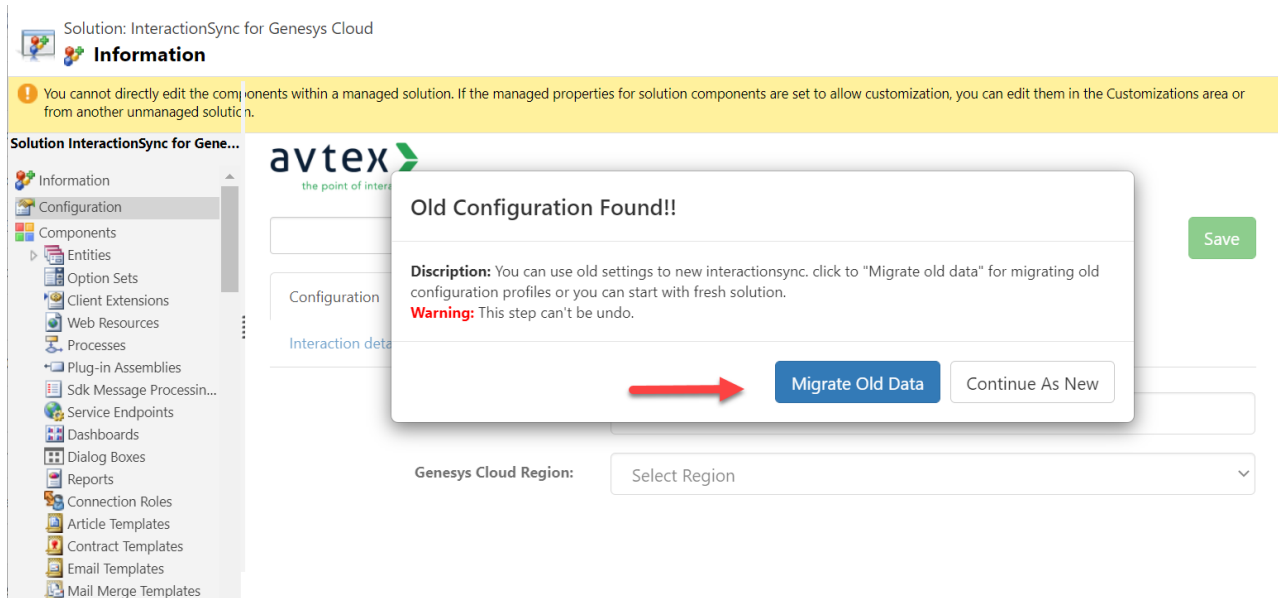 Solution: InteractionSync for Genesys Cloud
Information
You cannot directly edit the components within a managed solution. If the managed properties for solution components are set to allow customization, you can edit them in the Customizations area or
from another unmanaged solution.
Solution InteractionSync for Gene...
Information
Configuration
Components
Entities
Option Sets
Client Extensions
Web Resources
Processes
Plug-in Assemblies
Sdk Message Processin...
Service Endpoints
Dashboards
Dialog Boxes
Reports
Connection Roles
Article Templates
Contract Templates
Email Templates
Mail Merge Templates
avtex
the point of intera
Save
Configuration
Interaction deta
Old Configuration Found!!
Discription: You can use old settings to new interactionsync. click to "Migrate old data" for migrating old
configuration profiles or you can start with fresh solution.
Warning: This step can't be undo.
Migrate Old Data
Continue As New
Genesys Cloud Region:
Select Region